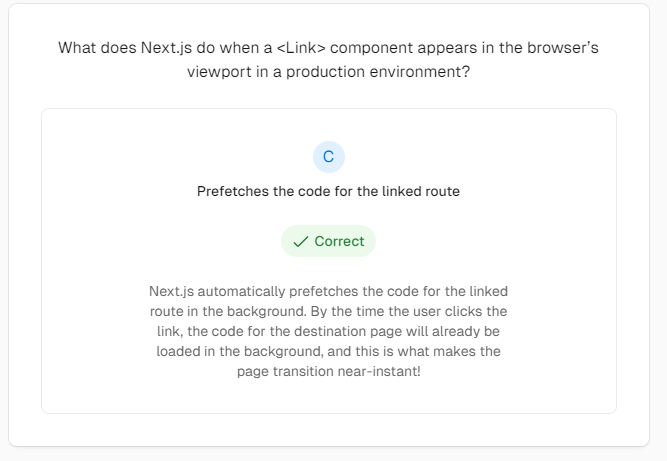 What does Next.js do when a <Link> component appears in the browser’s
viewport in a production environment?
C
Prefetches the code for the linked route
Correct
Next.js automatically prefetches the code for the linked
route in the background. By the time the user clicks the
link, the code for the destination page will already be
loaded in the background, and this is what makes the
page transition near-instant!